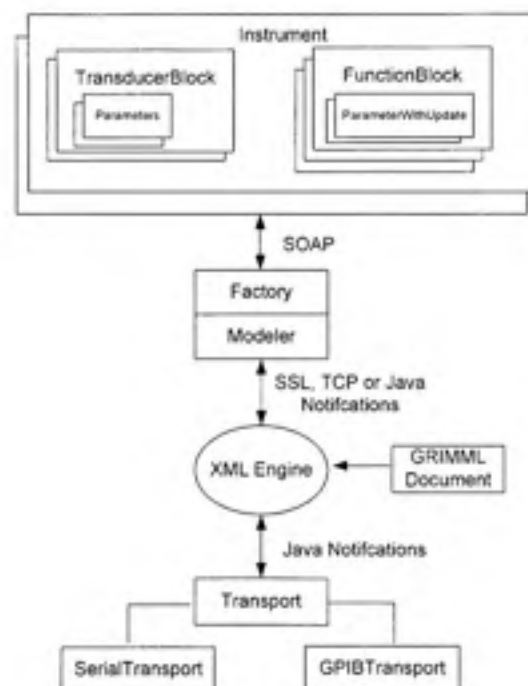 Instrument
TransducerBlock
FunctionBlock
Parameters
ParameterWithUpdate
SOAP
Factory
Modeler
SSL, TCP or Java
Notifcations
XML Engine
GRIMML
Document
Java Notifcations
Transport
SerialTransport
GPIBTransport